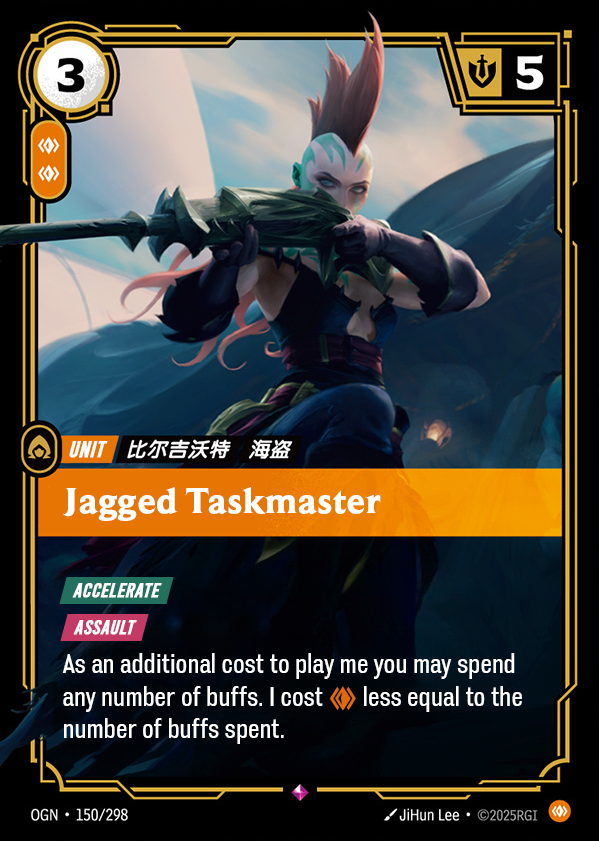 3
5
UNIT 比尔吉沃特 海盗
Jagged Taskmaster
ACCELERATE
ASSAULT
As an additional cost to play me you may spend
any number of buffs. I cost less equal to the
number of buffs spent.
OGN • 150/298
JiHun Lee • ©2025RGI